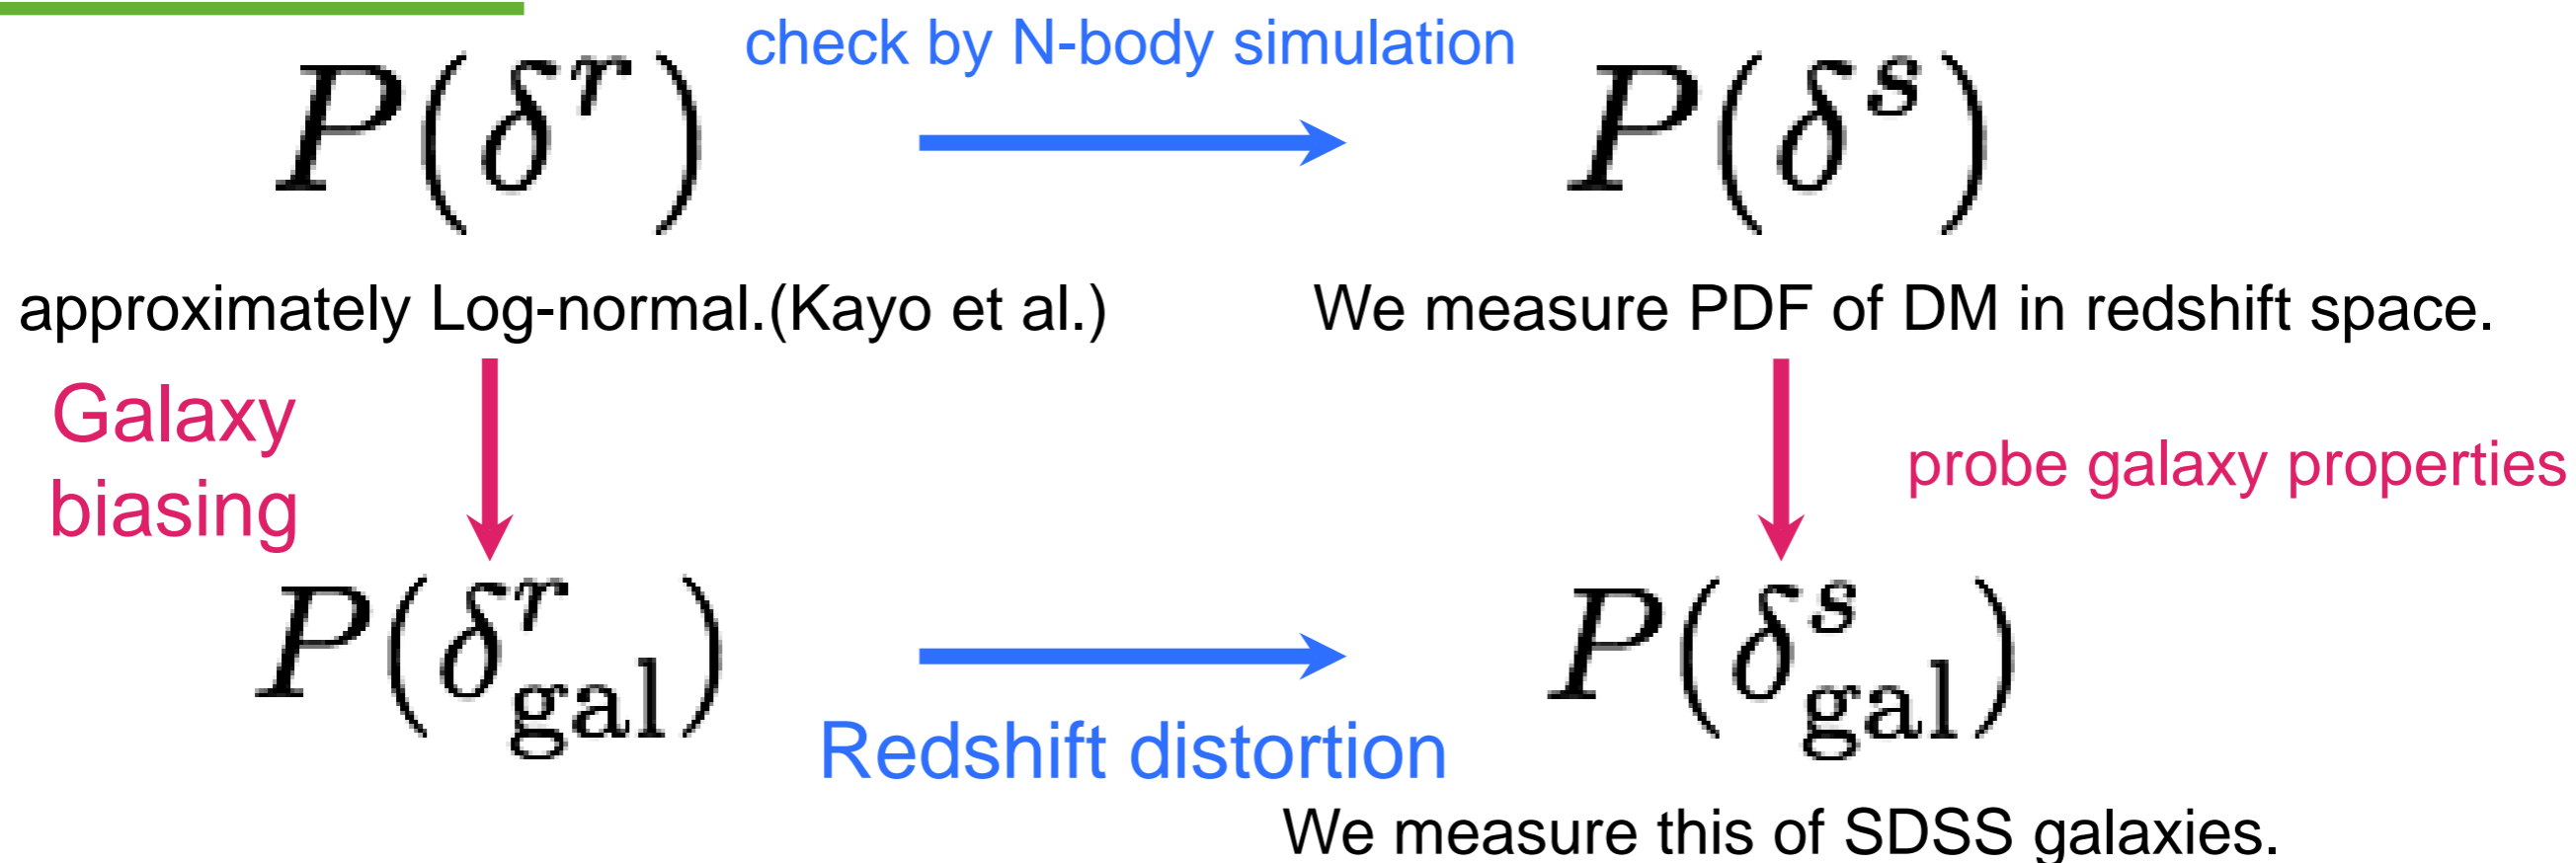 check by N-body simulation
P(δ^r)
P(δ^s)
approximately Log-normal.(Kayo et al.)
We measure PDF of DM in redshift space.
Galaxy
biasing
probe galaxy properties
P(δ^r_gal)
P(δ^s_gal)
Redshift distortion
We measure this of SDSS galaxies.